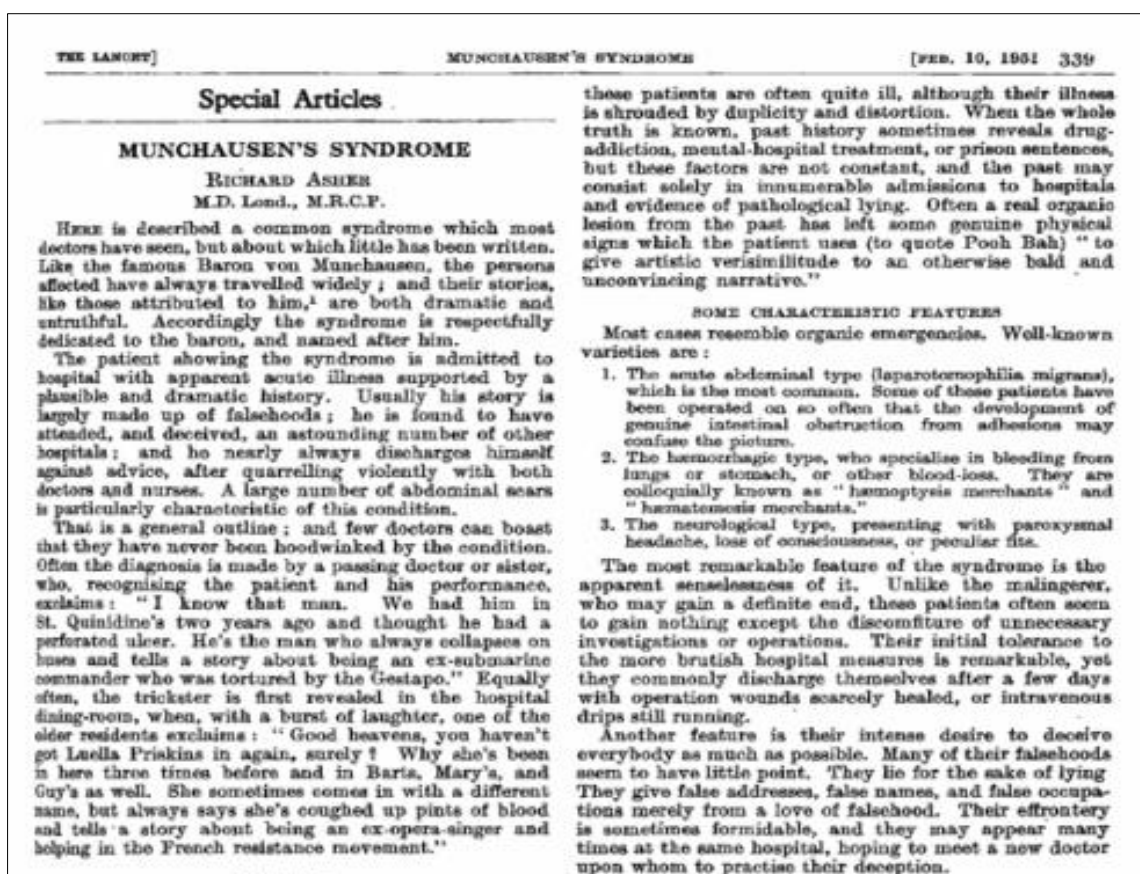 THE LANCET]
MUNCHAUSEN'S SYNDROME
[FEB. 10, 1951 339
Special Articles
MUNCHAUSEN'S SYNDROME
RICHARD ASHER
M.D. Lond., M.R.C.P.
HERE is described a common syndrome which most
doctors have seen, but about which little has been written.
Like the famous Baron von Munchausen, the persons
affected have always travelled widely ; and their stories,
like those attributed to him,¹ are both dramatic and
untruthful. Accordingly the syndrome is respectfully
dedicated to the baron, and named after him.
The patient showing the syndrome is admitted to
hospital with apparent acute illness supported by a
plausible and dramatic history. Usually his story is
largely made up of falsehoods ; he is found to have
attended, and deceived, an astounding number of other
hospitals ; and he nearly always discharges himself
against advice, after quarrelling violently with both
doctors and nurses. A large number of abdominal scars
is particularly characteristic of this condition.
That is a general outline ; and few doctors can boast
that they have never been hoodwinked by the condition.
Often the diagnosis is made by a passing doctor or sister,
who, recognising the patient and his performance,
exclaims : "I know that man. We had him in
St. Quinidine's two years ago and thought he had a
perforated ulcer. He's the man who always collapses on
buses and tells a story about being an ex-submarine
commander who was tortured by the Gestapo." Equally
often, the trickster is first revealed in the hospital
dining-room, when, with a burst of laughter, one of the
older residents exclaims : "Good heavens, you haven't
got Luella Priskins in again, surely ? Why she's been
in here three times before and in Barts, Mary's, and
Guy's as well. She sometimes comes in with a different
name, but always says she's coughed up pints of blood
and tells a story about being an ex-opera-singer and
helping in the French resistance movement."
these patients are often quite ill, although their illness
is shrouded by duplicity and distortion. When the whole
truth is known, past history sometimes reveals drug-
addiction, mental-hospital treatment, or prison sentences,
but these factors are not constant, and the past may
consist solely in innumerable admissions to hospitals
and evidence of pathological lying. Often a real organic
lesion from the past has left some genuine physical
signs which the patient uses (to quote Pooh Bah) " to
give artistic verisimilitude to an otherwise bald and
unconvincing narrative."
SOME CHARACTERISTIC FEATURES
Most cases resemble organic emergencies. Well-known
varieties are :
1. The acute abdominal type (laparotomophilia migrans),
which is the most common. Some of these patients have
been operated on so often that the development of
genuine intestinal obstruction from adhesions may
confuse the picture.
2. The hæmorrhagic type, who specialise in bleeding from
lungs or stomach, or other blood-loss. They are
colloquially known as " hæmoptysis merchants " and
" hæmatemesis merchants."
3. The neurological type, presenting with paroxysmal
headache, loss of consciousness, or peculiar fits.
The most remarkable feature of the syndrome is the
apparent senselessness of it. Unlike the malingerer,
who may gain a definite end, these patients often seem
to gain nothing except the discomfiture of unnecessary
investigations or operations. Their initial tolerance to
the more brutish hospital measures is remarkable, yet
they commonly discharge themselves after a few days
with operation wounds scarcely healed, or intravenous
drips still running.
Another feature is their intense desire to deceive
everybody as much as possible. Many of their falsehoods
seem to have little point. They lie for the sake of lying
They give false addresses, false names, and false occupa-
tions merely from a love of falsehood. Their effrontery
is sometimes formidable, and they may appear many
times at the same hospital, hoping to meet a new doctor
upon whom to practise their deception.